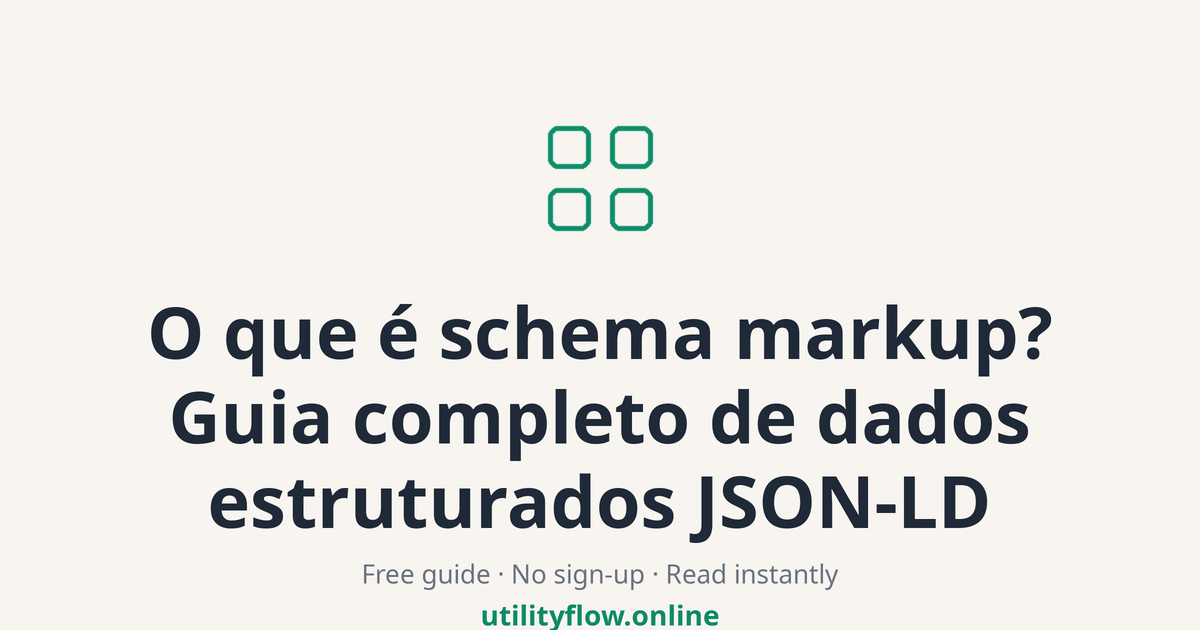 O que é schema markup?
Guia completo de dados
estruturados JSON-LD
Free guide · No sign-up · Read instantly
utilityflow.online